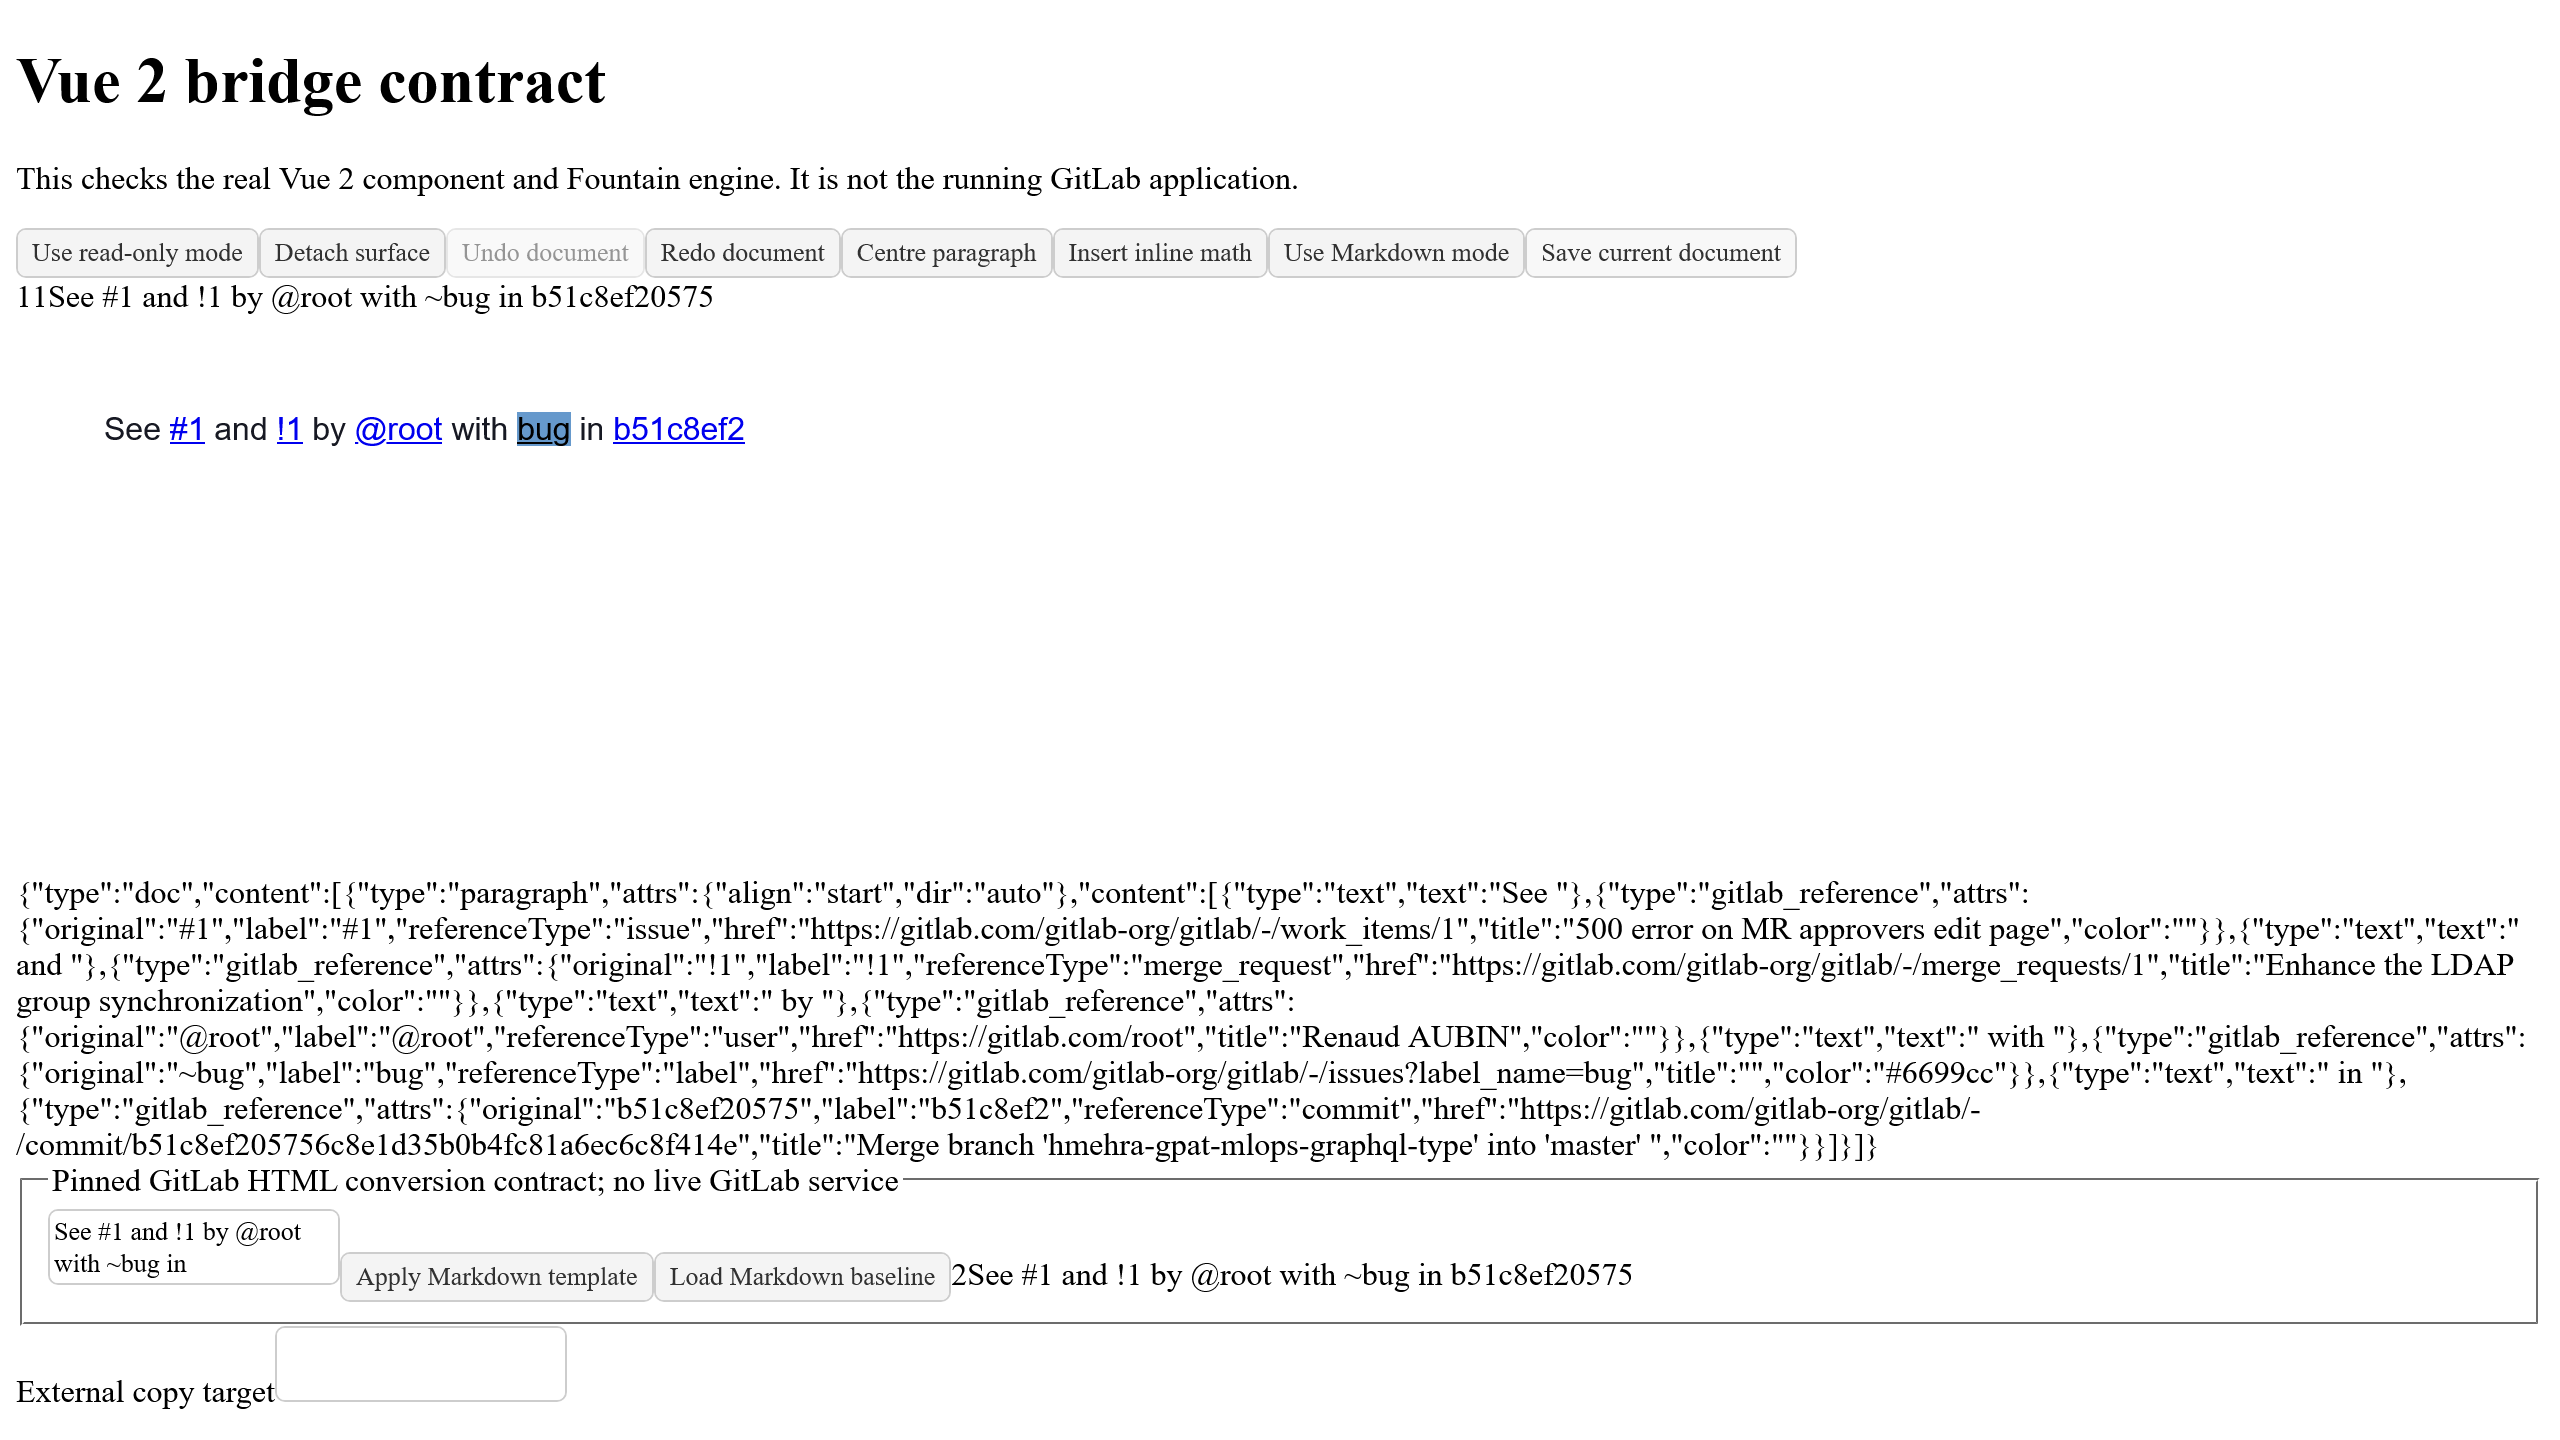 Vue 2 bridge contract
This checks the real Vue 2 component and Fountain engine. It is not the running GitLab application.
Use read-only mode Detach surface Undo document Redo document Centre paragraph Insert inline math Use Markdown mode Save current document
11See #1 and !1 by @root with ~bug in b51c8ef20575
See #1 and !1 by @root with bug in b51c8ef2
{"type":"doc","content":[{"type":"paragraph","attrs":{"align":"start","dir":"auto"},"content":[{"type":"text","text":"See "},{"type":"gitlab_reference","attrs":
{"original":"#1","label":"#1","referenceType":"issue","href":"https://gitlab.com/gitlab-org/gitlab/-/work_items/1","title":"500 error on MR approvers edit page","color":""}},{"type":"text","text":"
and "},{"type":"gitlab_reference","attrs":{"original":"!1","label":"!1","referenceType":"merge_request","href":"https://gitlab.com/gitlab-org/gitlab/-/merge_requests/1","title":"Enhance the LDAP
group synchronization","color":""}},{"type":"text","text":" by "},{"type":"gitlab_reference","attrs":
{"original":"@root","label":"@root","referenceType":"user","href":"https://gitlab.com/root","title":"Renaud AUBIN","color":""}},{"type":"text","text":" with "},{"type":"gitlab_reference","attrs":
{"original":"~bug","label":"bug","referenceType":"label","href":"https://gitlab.com/gitlab-org/gitlab/-/issues?label_name=bug","title":"","color":"#6699cc"}},{"type":"text","text":" in "},
{"type":"gitlab_reference","attrs":{"original":"b51c8ef20575","label":"b51c8ef2","referenceType":"commit","href":"https://gitlab.com/gitlab-org/gitlab/-
/commit/b51c8ef205756c8e1d35b0b4fc81a6ec6c8f414e","title":"Merge branch 'hmehra-gpat-mlops-graphql-type' into 'master' ","color":""}}]}]}
Pinned GitLab HTML conversion contract; no live GitLab service
See #1 and !1 by @root
with ~bug in
Apply Markdown template Load Markdown baseline 2See #1 and !1 by @root with ~bug in b51c8ef20575
External copy target